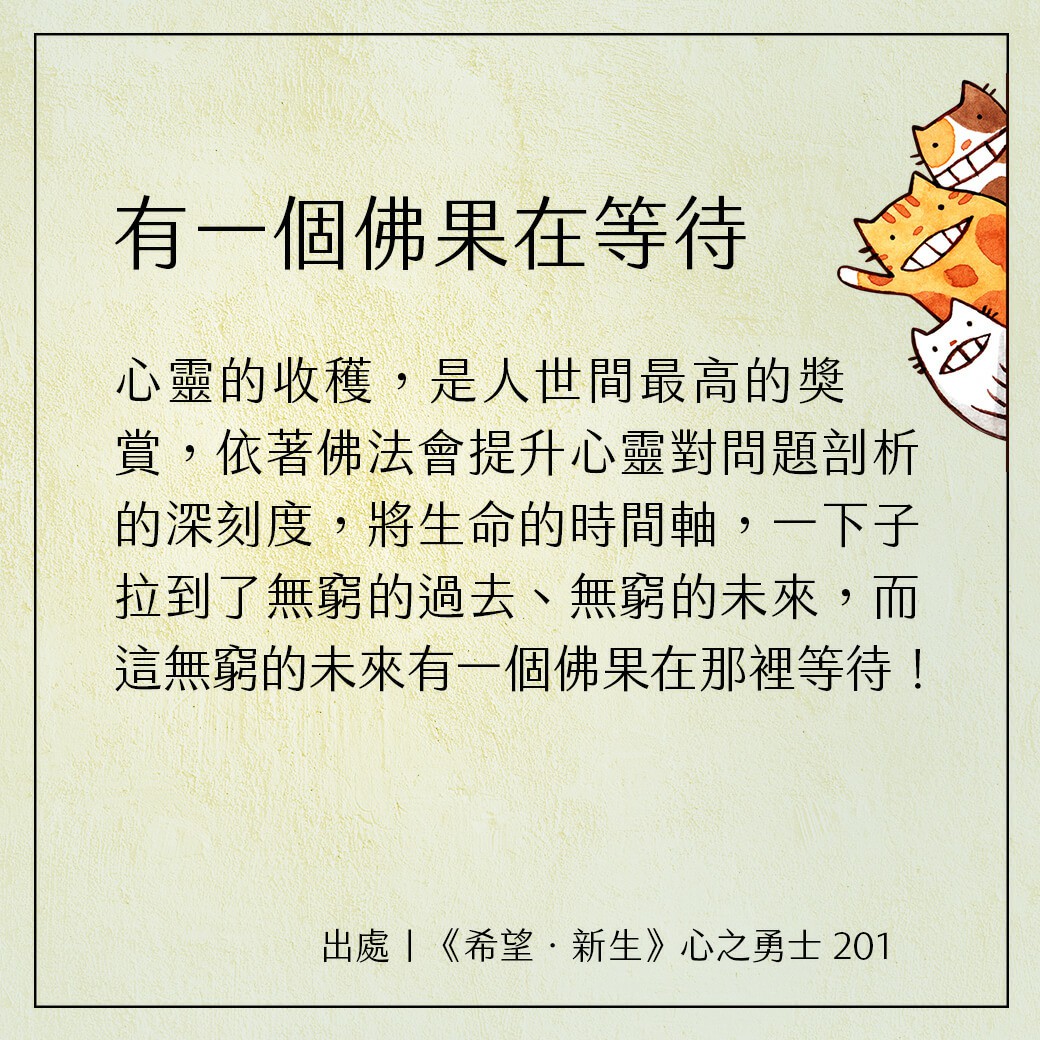 有一個佛果在等待
心靈的收穫，是人世間最高的獎
賞，依著佛法會提升心靈對問題剖析
的深刻度，將生命的時間軸，一下子
拉到了無窮的過去、無窮的未來，而
這無窮的未來有一個佛果在那裡等待！
出處｜《希望．新生》心之勇士 201